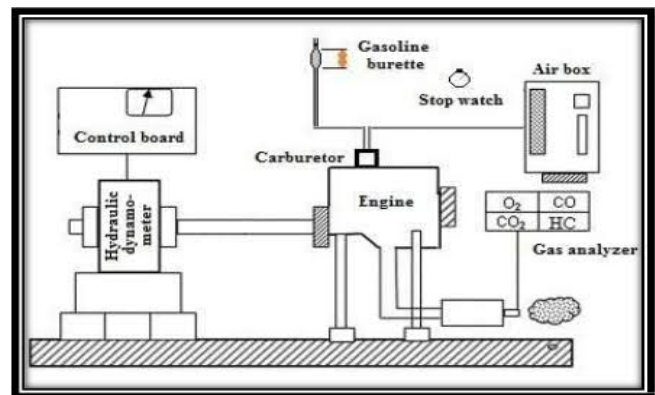 Gasoline
burette
Stop watch
Air box
Control board
Carburetor
Engine
Hydraulic
dynamo-
meter
O₂ CO
CO₂ HC
Gas analyzer